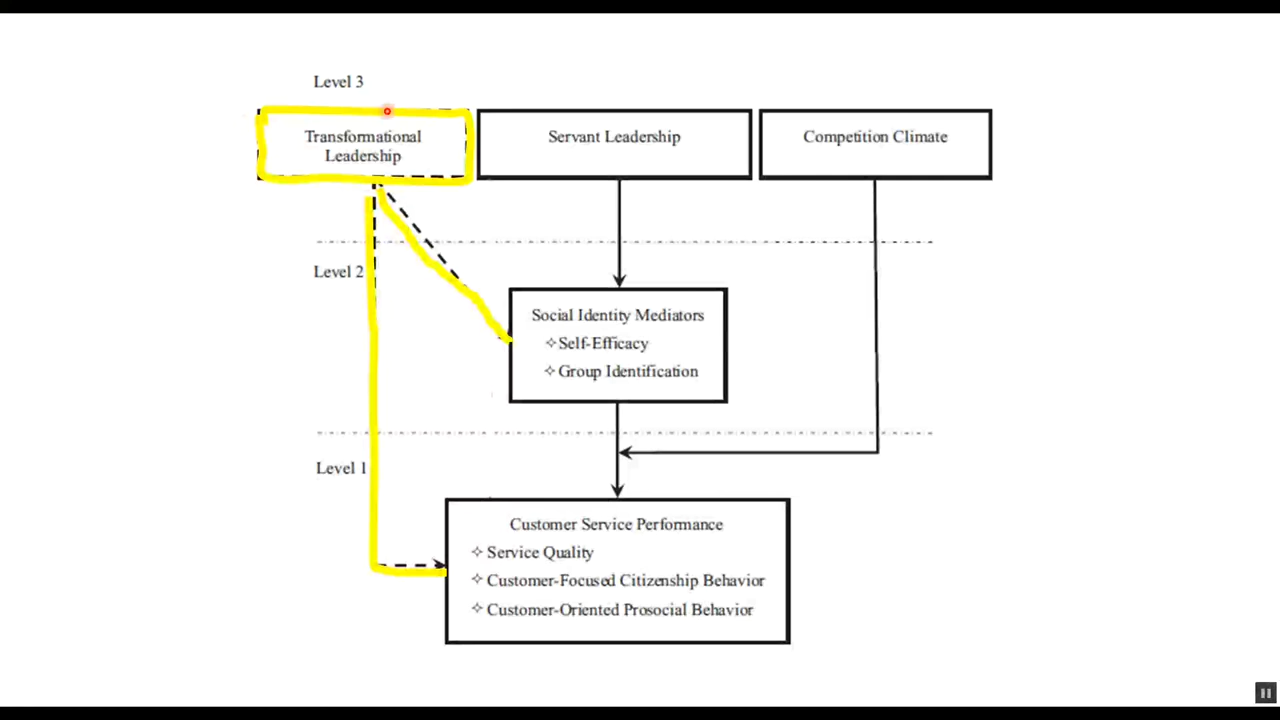 Level 3
Transformational
Leadership
Servant Leadership
Competition Climate
Level 2
Social Identity Mediators
✧Self-Efficacy
✧Group Identification
Level 1
Customer Service Performance
✧Service Quality
✧Customer-Focused Citizenship Behavior
✧Customer-Oriented Prosocial Behavior